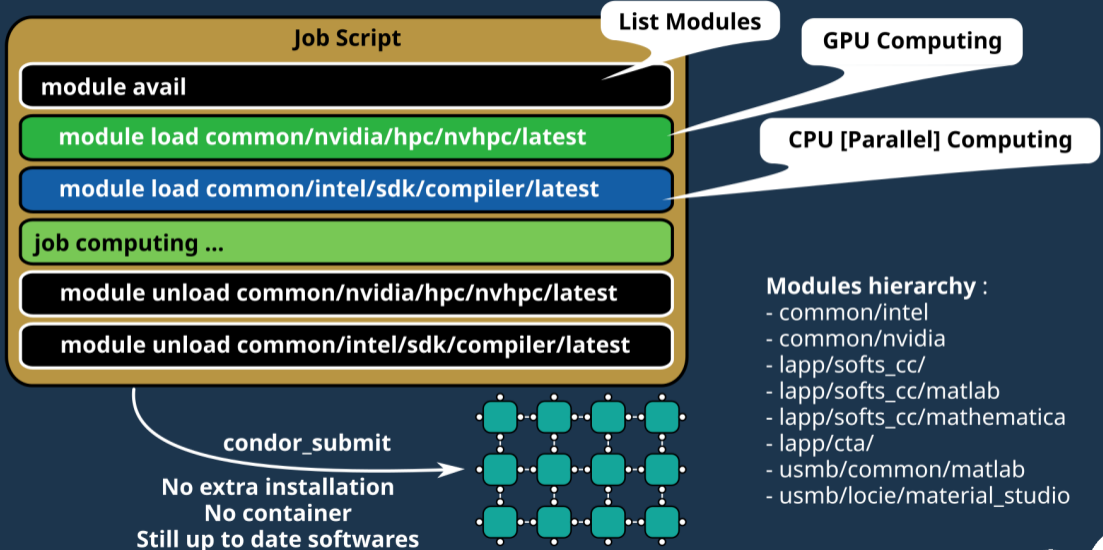 Job Script
List Modules
GPU Computing
CPU [Parallel] Computing
module avail
module load common/nvidia/hpc/nvhpc/latest
module load common/intel/sdk/compiler/latest
job computing ...
module unload common/nvidia/hpc/nvhpc/latest
module unload common/intel/sdk/compiler/latest
condor_submit
No extra installation
No container
Still up to date softwares
Modules hierarchy :
- common/intel
- common/nvidia
- lapp/softs_cc/
- lapp/softs_cc/matlab
- lapp/softs_cc/mathematica
- lapp/cta/
- usmb/common/matlab
- usmb/locie/material_studio